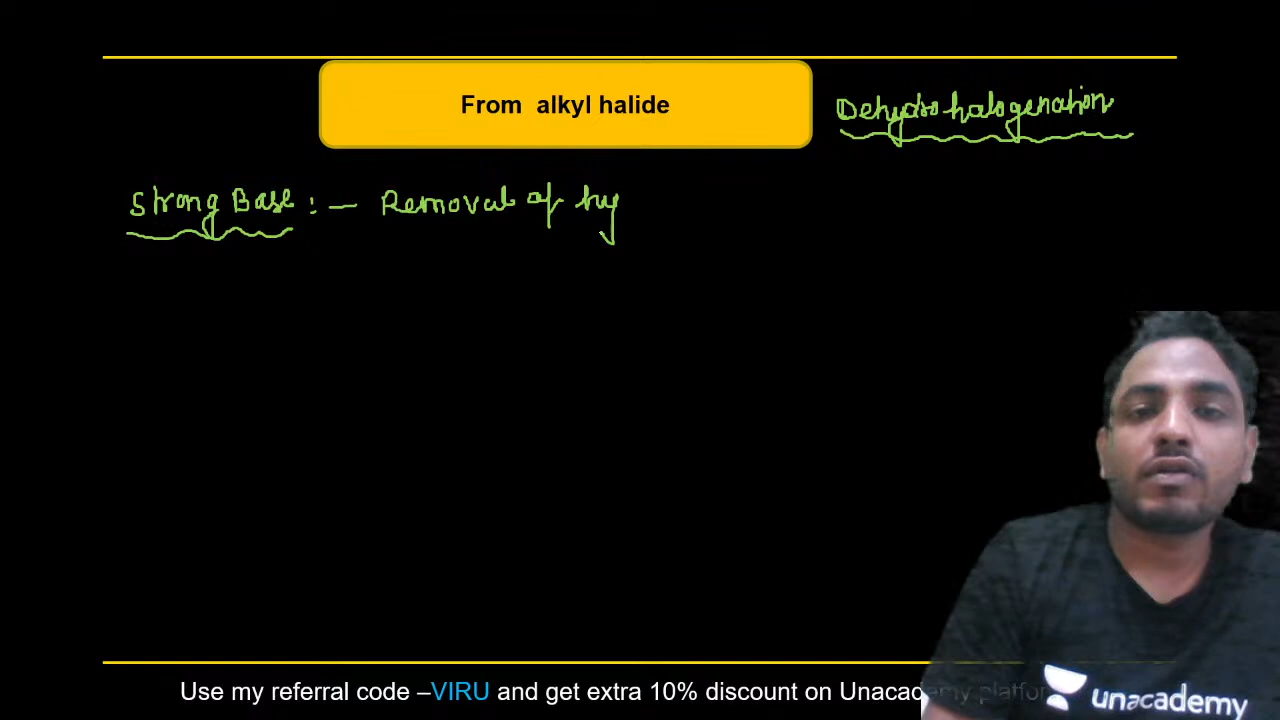 From alkyl halide
Dehydrohalogenation
Strong Base : — Removal of hy
Use my referral code –VIRU and get extra 10% discount on Unacademy platfor
unacademy